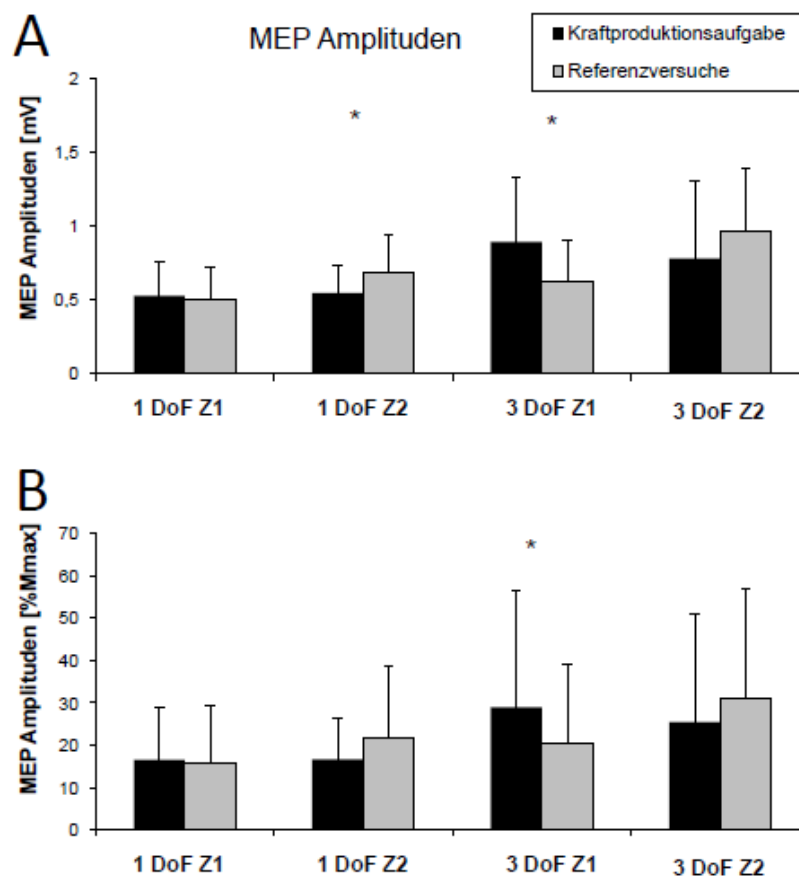 A
MEP Amplituden
Kraftproduktionsaufgabe
Referenzversuche
MEP Amplituden [mV]
2
1,5
1
0,5
0
*
*
1 DoF Z1
1 DoF Z2
3 DoF Z1
3 DoF Z2
B
MEP Amplituden [%Mmax]
70
60
50
40
30
20
10
0
*
1 DoF Z1
1 DoF Z2
3 DoF Z1
3 DoF Z2